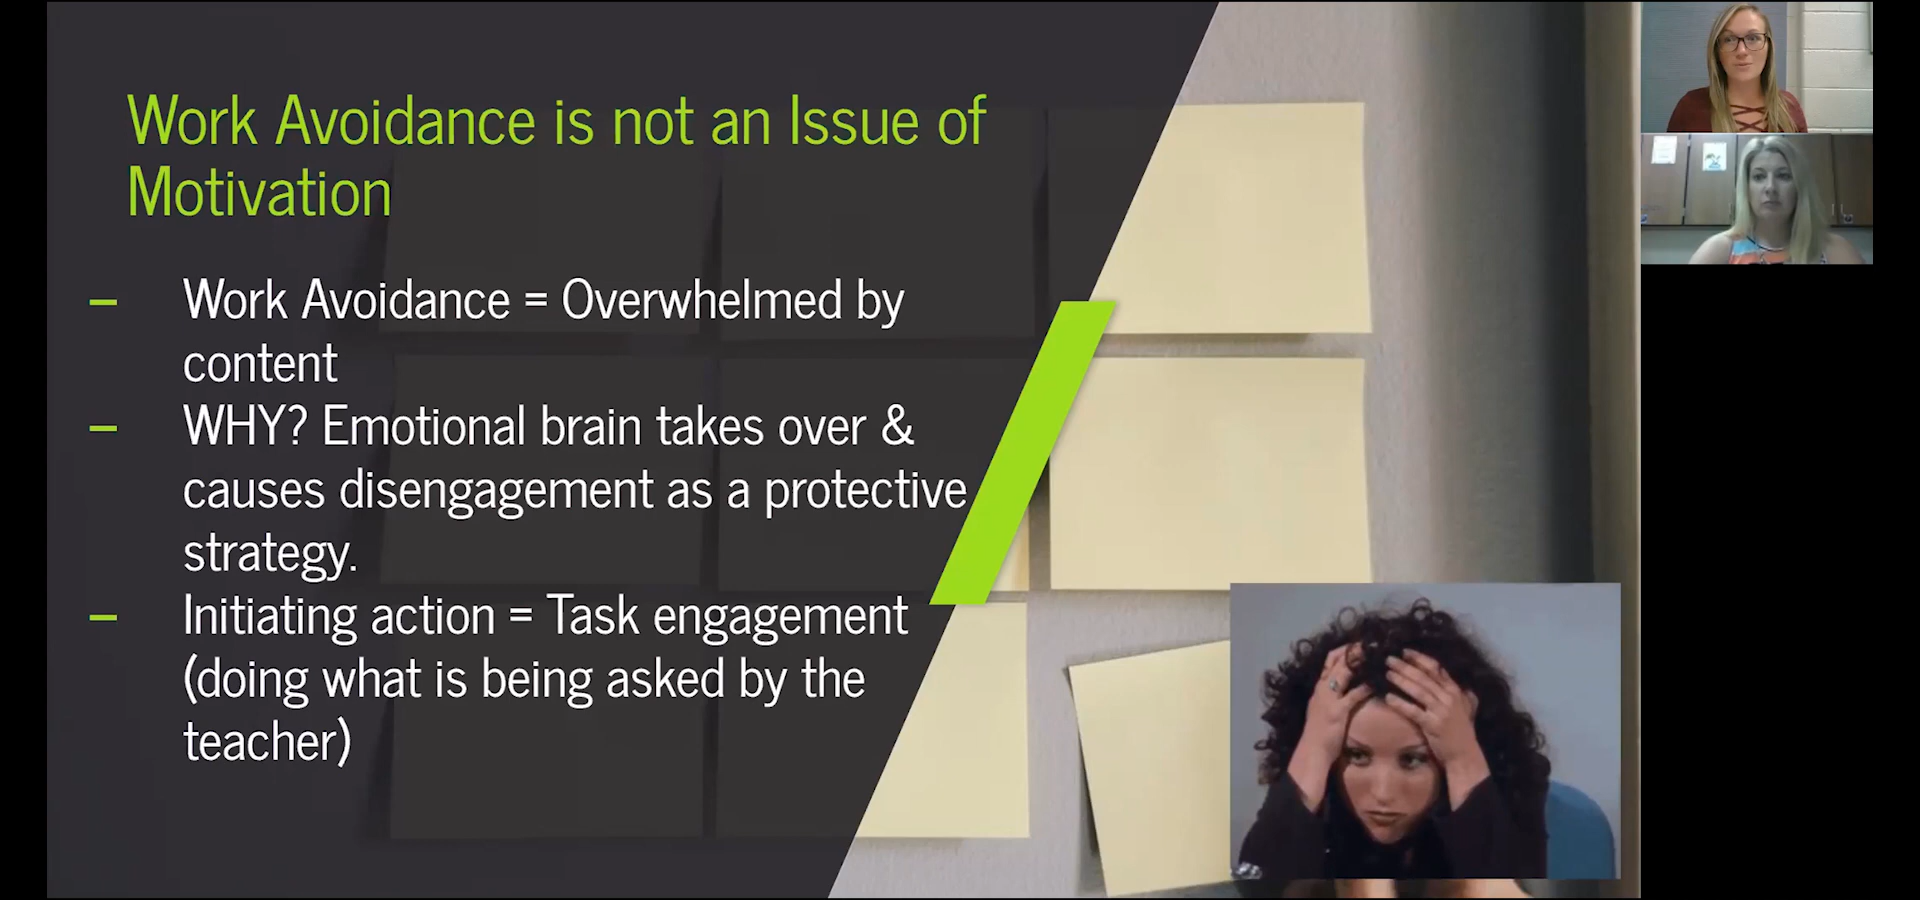 Work Avoidance is not an Issue of
Motivation
– Work Avoidance = Overwhelmed by
content
– WHY? Emotional brain takes over &
causes disengagement as a protective
strategy.
– Initiating action = Task engagement
(doing what is being asked by the
teacher)